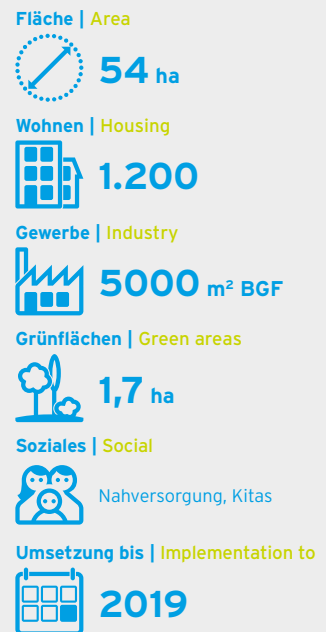 Fläche | Area
54 ha
Wohnen | Housing
1.200
Gewerbe | Industry
5000 m² BGF
Grünflächen | Green areas
1,7 ha
Soziales | Social
Nahversorgung, Kitas
Umsetzung bis | Implementation to
2019